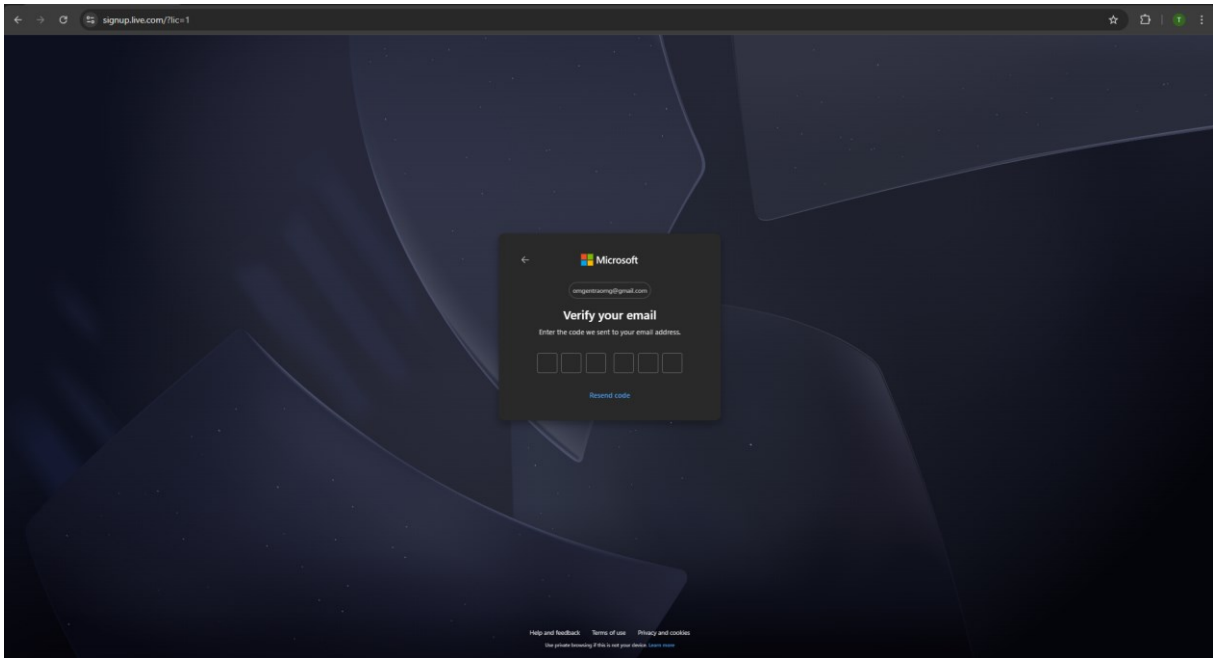 signup.live.com/?lic=1
T
Microsoft
Verify your email
Enter the code we sent to your email address.
Resend code
Help and feedback Terms of use Privacy and cookies
Use private browsing if this is not your device. Learn more